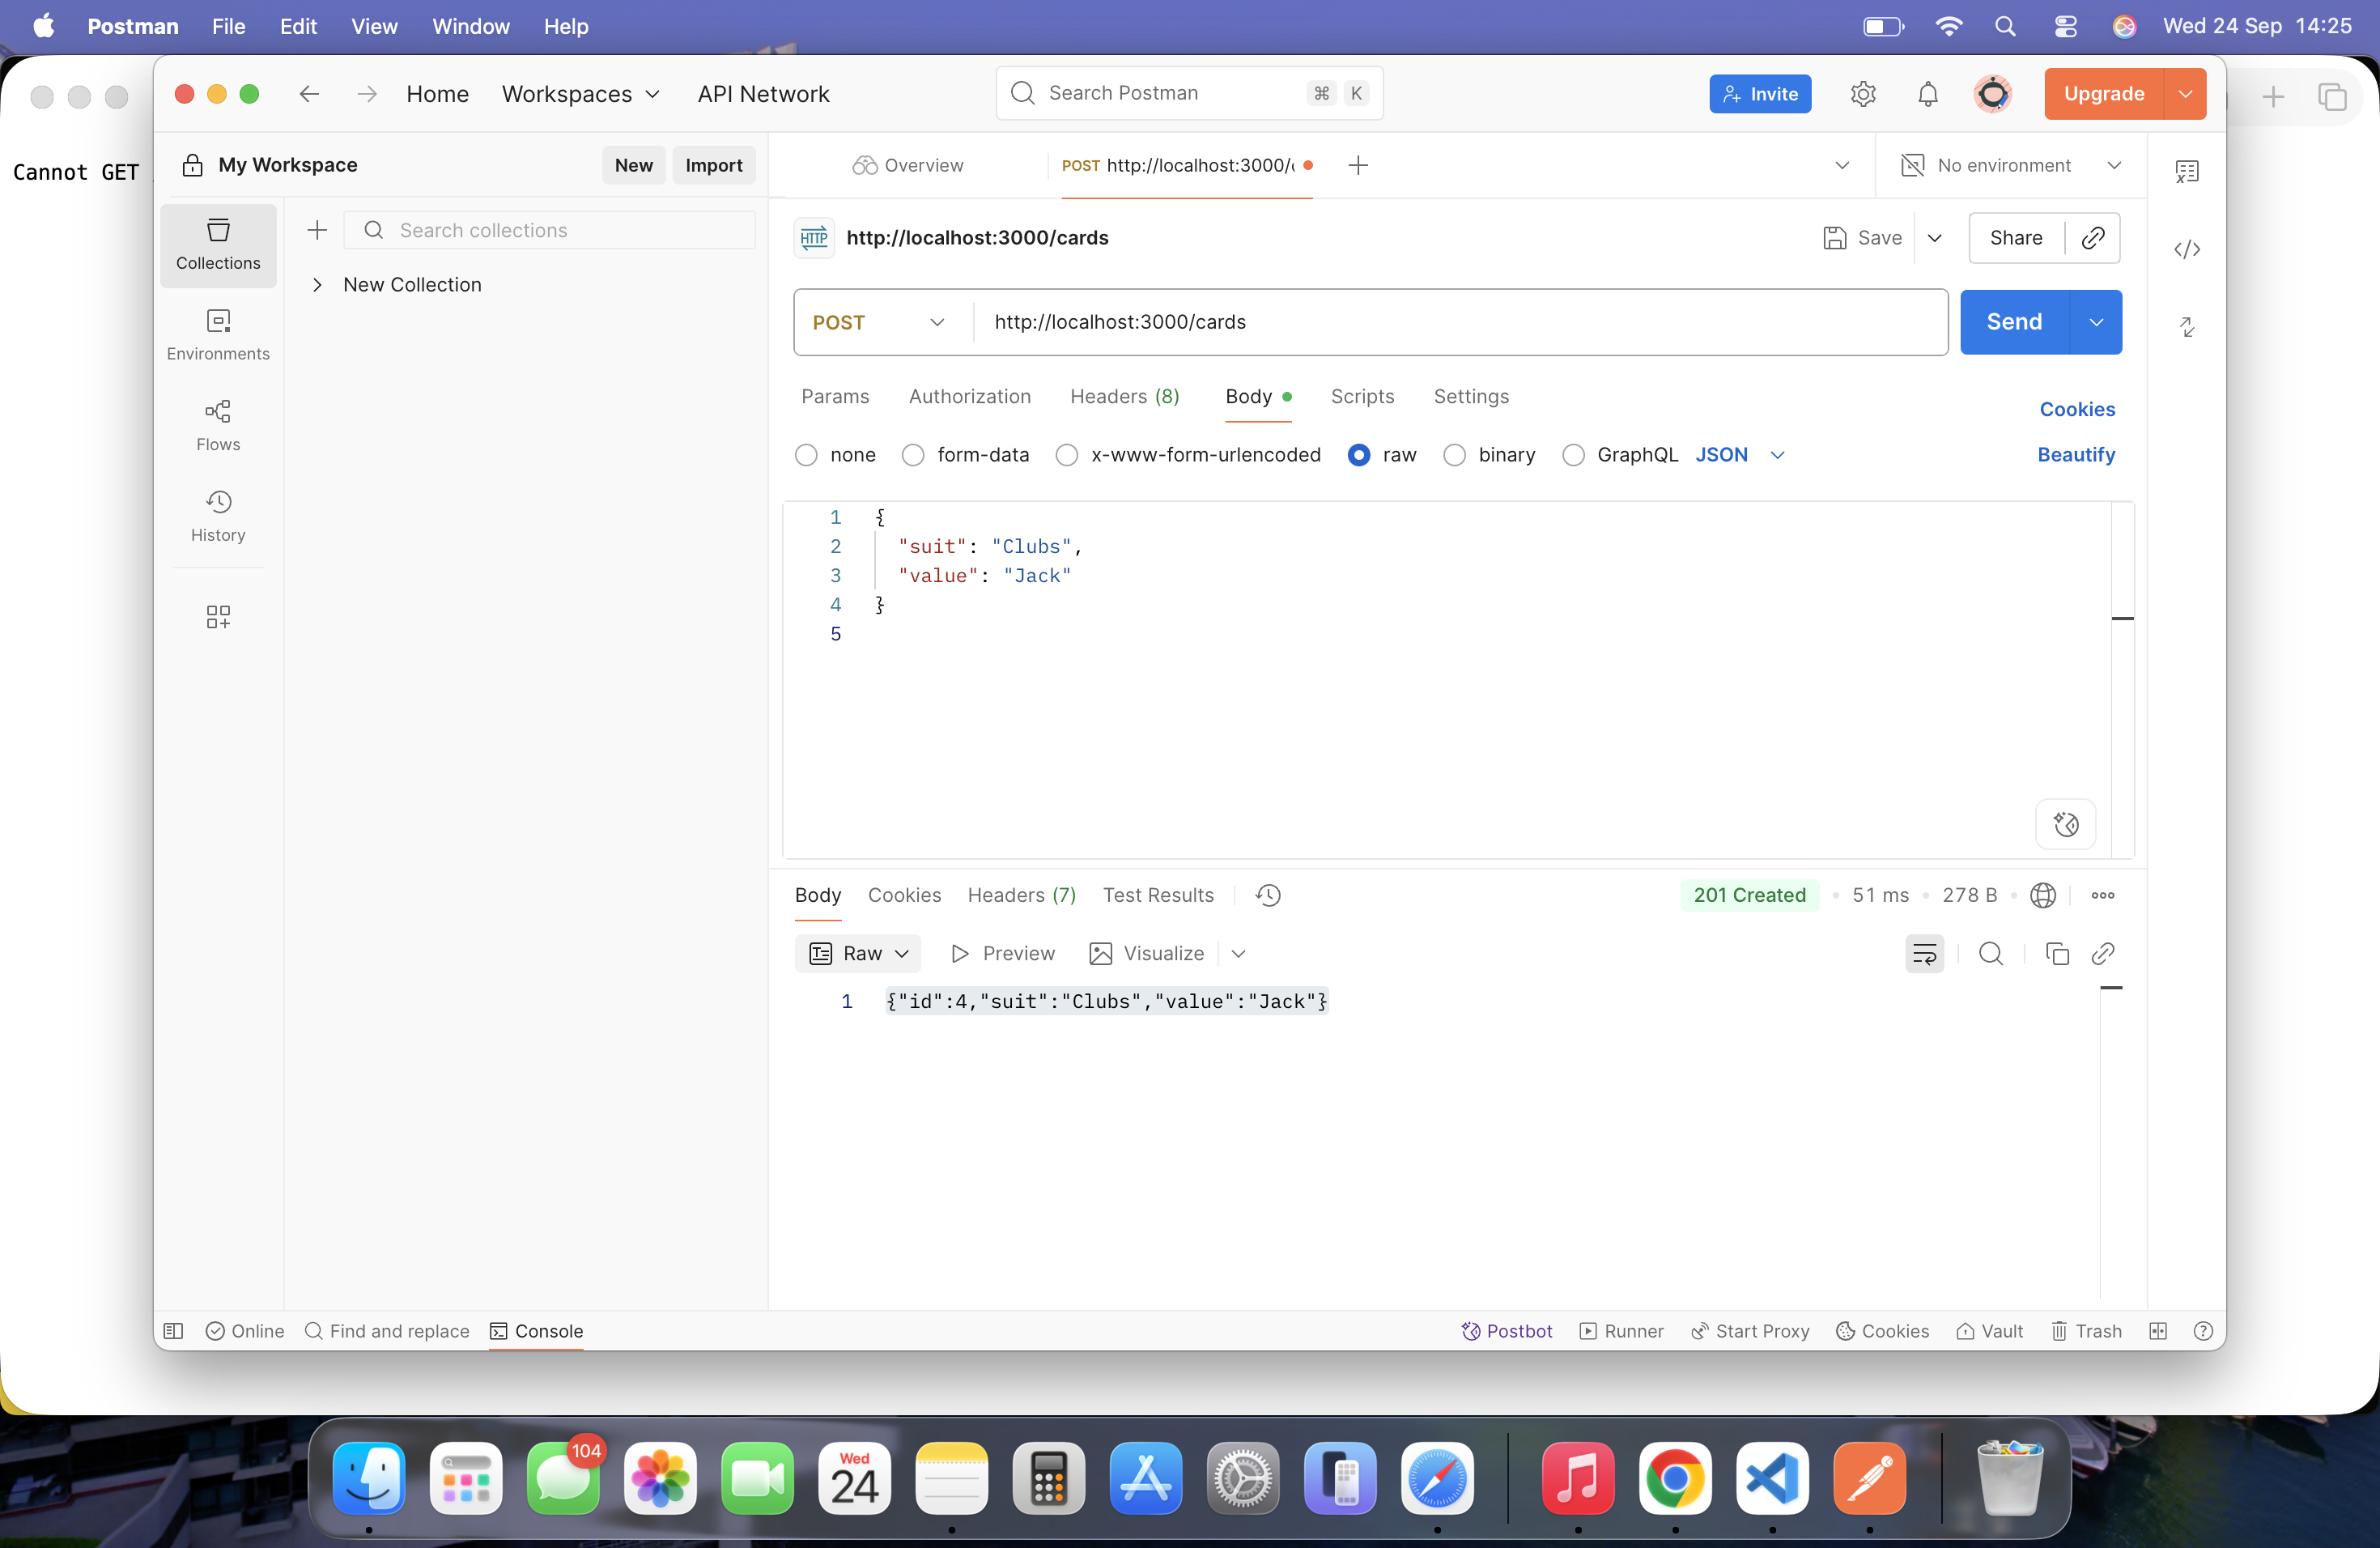 Postman File Edit View Window Help Wed 24 Sep 14:25
Home Workspaces API Network Search Postman ⌘ K Invite Upgrade
Cannot GET
My Workspace New Import Overview POST http://localhost:3000/ No environment
Collections
Search collections
New Collection
Environments
Flows
History
HTTP http://localhost:3000/cards Save Share
POST http://localhost:3000/cards Send
Params Authorization Headers (8) Body Scripts Settings Cookies
none form-data x-www-form-urlencoded raw binary GraphQL JSON Beautify
1 {
2 "suit": "Clubs",
3 "value": "Jack"
4 }
5
Body Cookies Headers (7) Test Results 201 Created • 51 ms • 278 B
Raw Preview Visualize
1 {"id":4,"suit":"Clubs","value":"Jack"}
Online Find and replace Console Postbot Runner Start Proxy Cookies Vault Trash
104
Wed
24